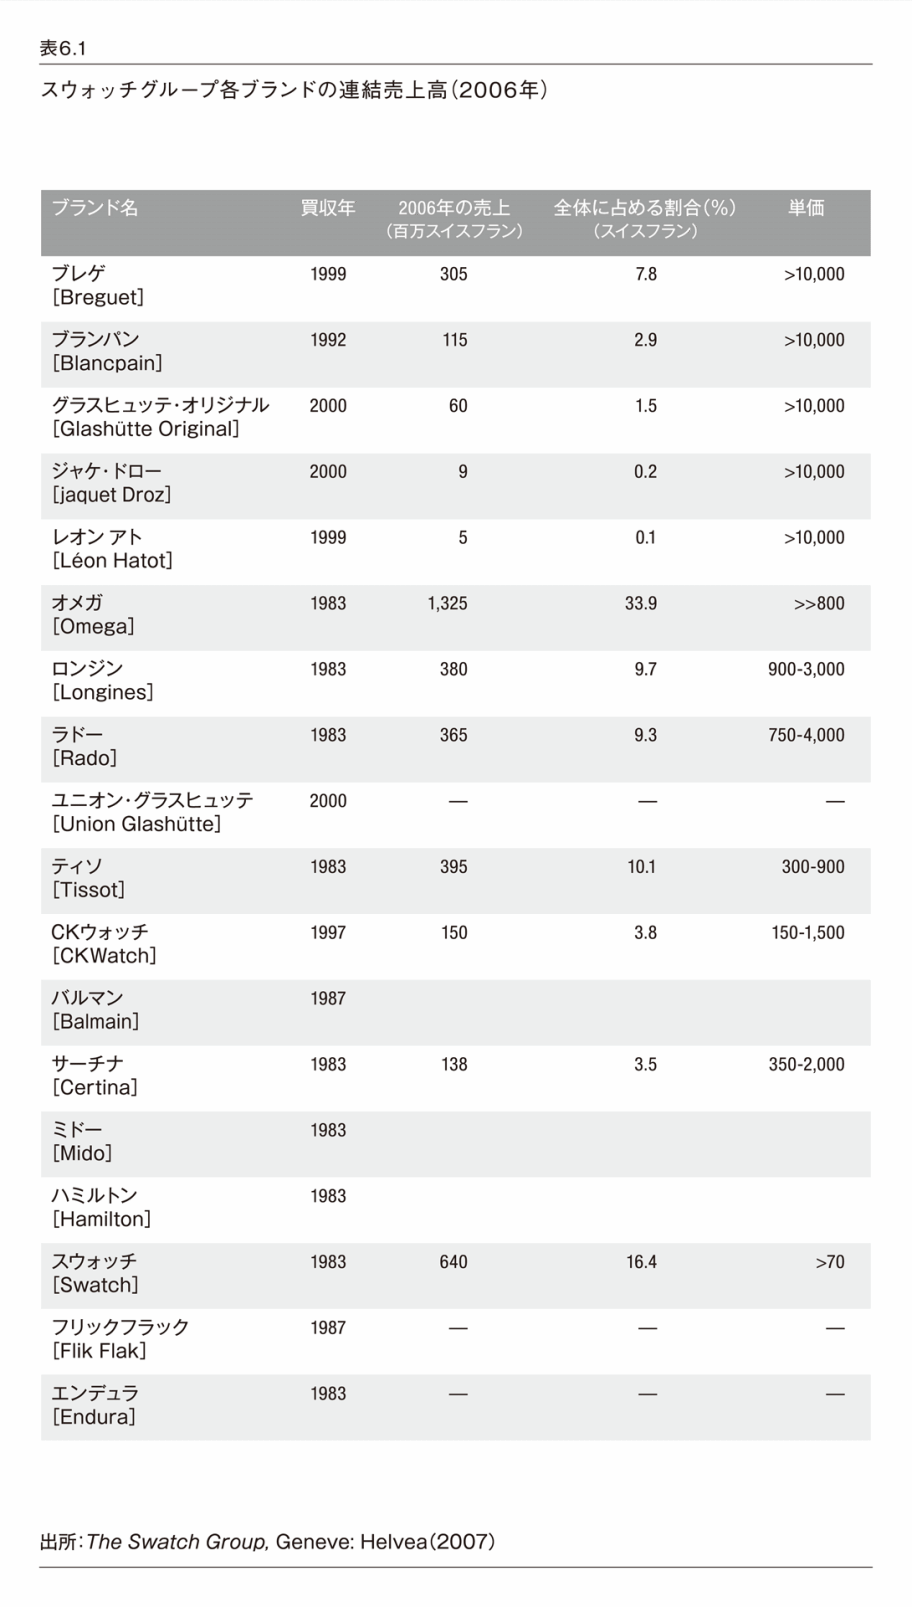 表6.1
スウォッチグループ各ブランドの連結売上高（2006年）
ブランド名 買収年 2006年の売上 全体に占める割合（％） 単価
（百万スイスフラン） （スイスフラン）
ブレゲ 1999 305 7.8 >10,000
［Breguet］
ブランパン 1992 115 2.9 >10,000
［Blancpain］
グラスヒュッテ・オリジナル 2000 60 1.5 >10,000
［Glashütte Original］
ジャケ・ドロー 2000 9 0.2 >10,000
［jaquet Droz］
レオン アト 1999 5 0.1 >10,000
［Léon Hatot］
オメガ 1983 1,325 33.9 >>800
［Omega］
ロンジン 1983 380 9.7 900-3,000
［Longines］
ラドー 1983 365 9.3 750-4,000
［Rado］
ユニオン・グラスヒュッテ 2000 — — —
［Union Glashütte］
ティソ 1983 395 10.1 300-900
［Tissot］
CKウォッチ 1997 150 3.8 150-1,500
［CKWatch］
バルマン 1987
［Balmain］
サーチナ 1983 138 3.5 350-2,000
［Certina］
ミドー 1983
［Mido］
ハミルトン 1983
［Hamilton］
スウォッチ 1983 640 16.4 >70
［Swatch］
フリックフラック 1987 — — —
［Flik Flak］
エンデュラ 1983 — — —
［Endura］
出所：The Swatch Group, Geneve: Helvea（2007）